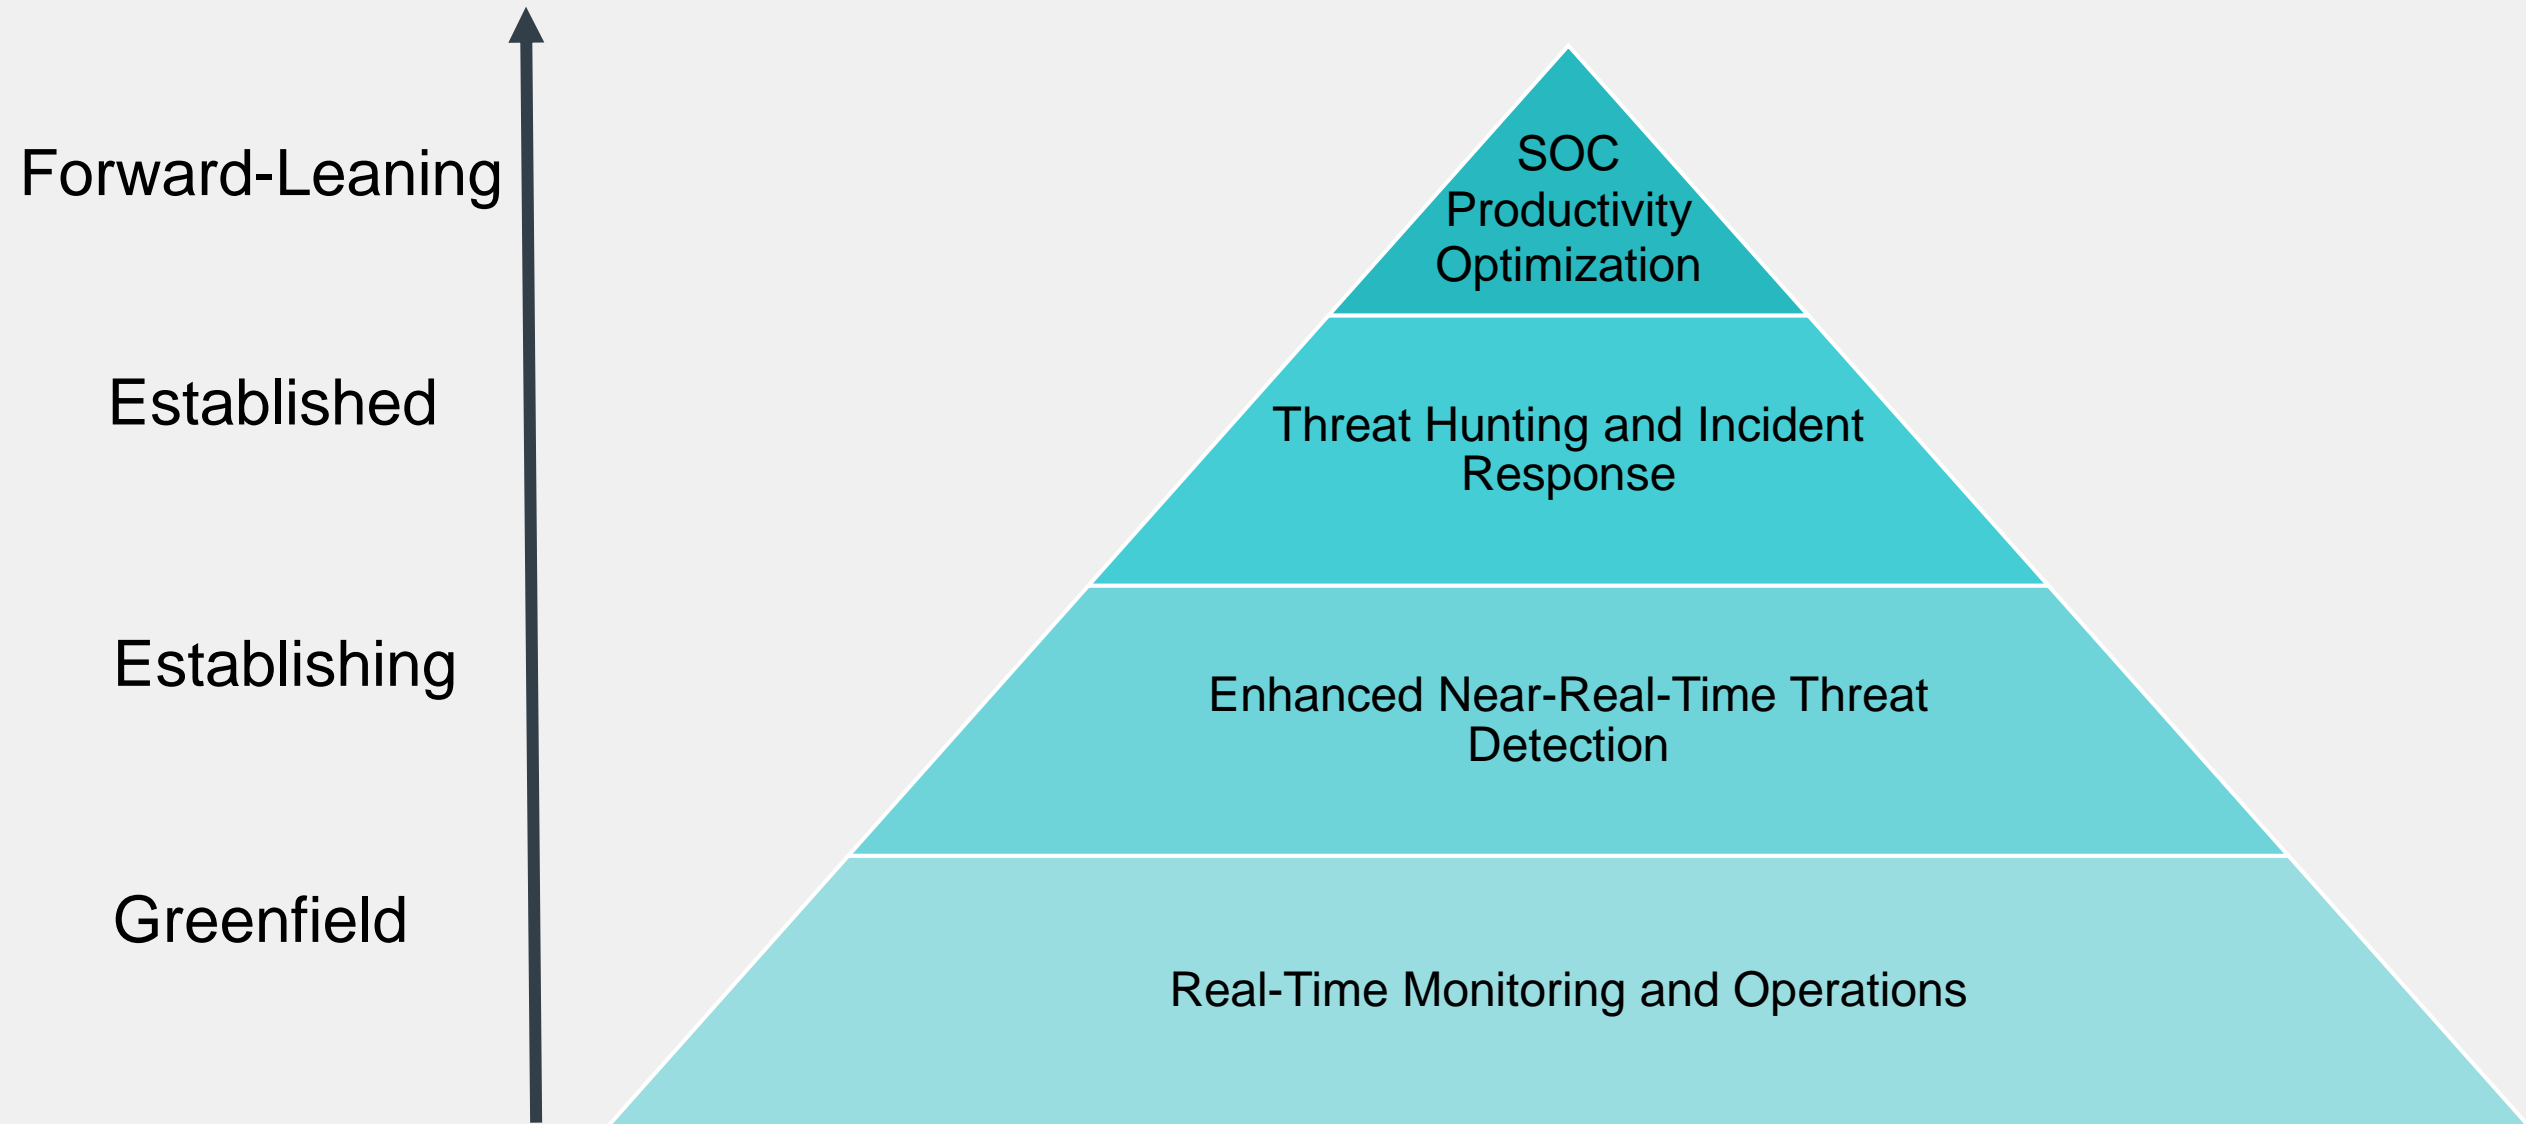 Forward-Leaning
SOC
Productivity
Optimization
Established
Threat Hunting and Incident
Response
Establishing
Enhanced Near-Real-Time Threat
Detection
Greenfield
Real-Time Monitoring and Operations